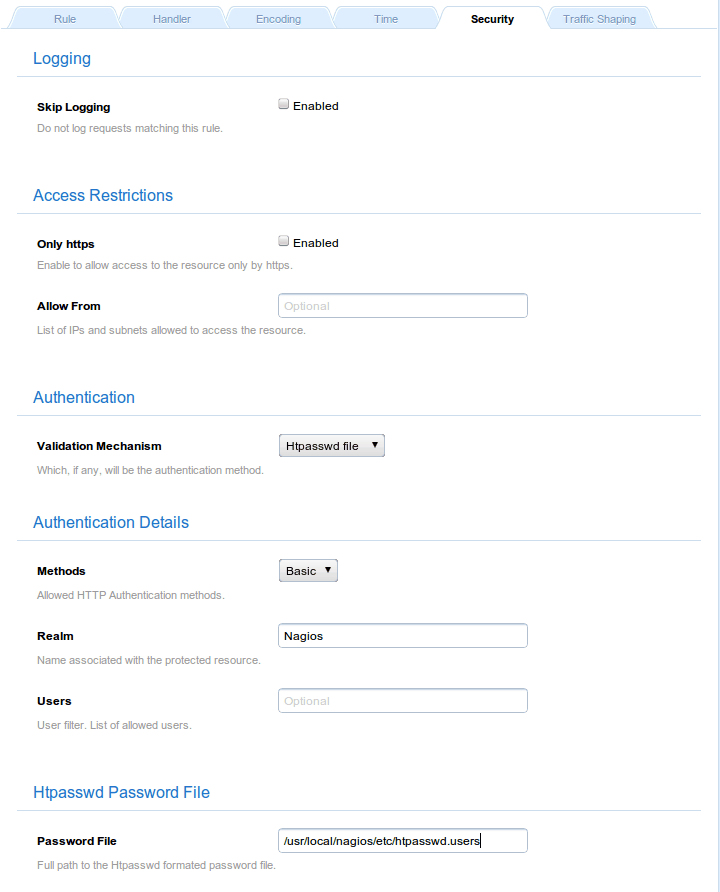 Rule Handler Encoding Time Security Traffic Shaping
Logging
Skip Logging Enabled
Do not log requests matching this rule.
Access Restrictions
Only https Enabled
Enable to allow access to the resource only by https.
Allow From Optional
List of IPs and subnets allowed to access the resource.
Authentication
Validation Mechanism Htpasswd file
Which, if any, will be the authentication method.
Authentication Details
Methods Basic
Allowed HTTP Authentication methods.
Realm Nagios
Name associated with the protected resource.
Users Optional
User filter. List of allowed users.
Htpasswd Password File
Password File /usr/local/nagios/etc/htpasswd.users
Full path to the Htpasswd formated password file.